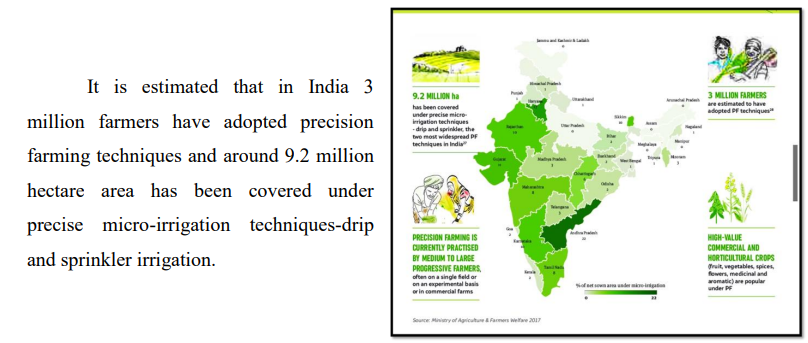 It is estimated that in India 3
million farmers have adopted precision
farming techniques and around 9.2 million
hectare area has been covered under
precise micro-irrigation techniques-drip
and sprinkler irrigation.
9.2 MILLION ha
has been covered
under precise micro-
irrigation techniques
- drip and sprinkler, the
two most widespread PF
techniques in India
PRECISION FARMING IS
CURRENTLY PRACTISED
BY MEDIUM TO LARGE
PROGRESSIVE FARMERS,
often on a single field or
on an experimental basis
or in commercial farms
Jammu and Kashmir & Ladakh
Himachal Pradesh
Punjab
Haryana
Uttarakhand
Rajasthan
Uttar Pradesh
Sikkim
Arunachal Pradesh
Assam
Nagaland
Bihar
Meghalaya
Manipur
Gujarat
Madhya Pradesh
Jharkhand
West Bengal
Tripura
Mizoram
Chhattisgarh
Maharashtra
Odisha
Telangana
Goa
Karnataka
Andhra Pradesh
22
Kerala
Tamil Nadu
% of net sown area under micro-irrigation
0
3 MILLION FARMERS
are estimated to have
adopted PF techniques
HIGH-VALUE
COMMERCIAL AND
HORTICULTURAL CROPS
(fruit, vegetables, spices,
flowers, medicinal and
aromatic) are popular
under PF
Source: Ministry of Agriculture & Farmers Welfare 2017